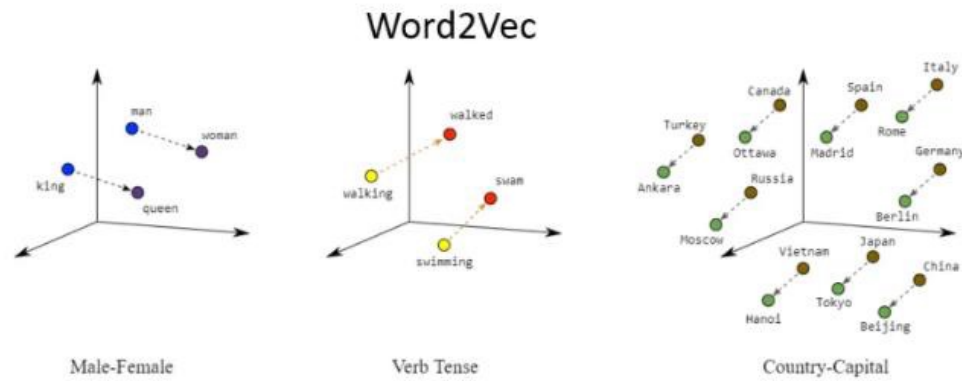 Word2Vec
man
woman
king
queen
Male-Female
walked
walking
swam
swimming
Verb Tense
Italy
Spain
Canada
Rome
Turkey
Ottawa
Madrid
Germany
Ankara
Russia
Berlin
Moscow
Japan
Vietnam
China
Tokyo
Hanoi
Beijing
Country-Capital